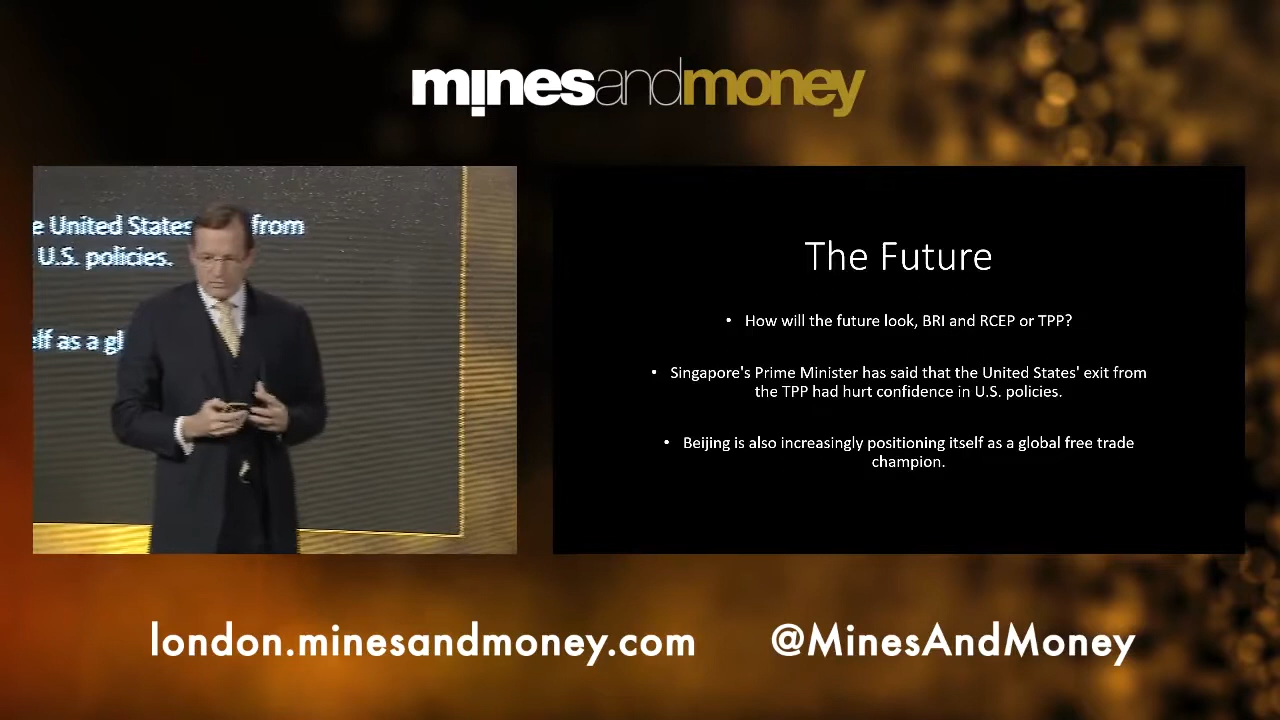 minesandmoney
e United States from
U.S. policies.
elf as a gl
The Future
• How will the future look, BRI and RCEP or TPP?
• Singapore's Prime Minister has said that the United States' exit from
the TPP had hurt confidence in U.S. policies.
• Beijing is also increasingly positioning itself as a global free trade
champion.
london.minesandmoney.com
@MinesAndMoney